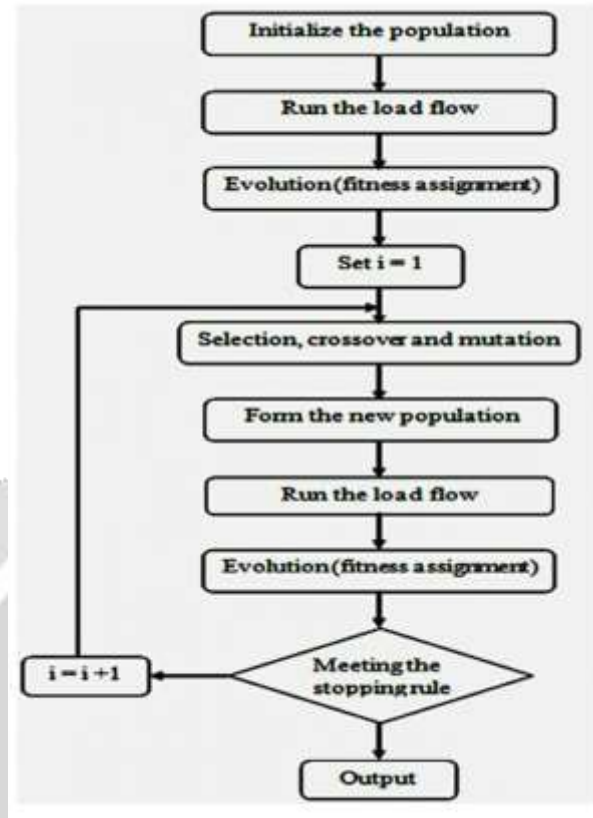 Initialize the population
Run the load flow
Evolution(fitness assignment)
Set i = 1
Selection, crossover and mutation
Form the new population
Run the load flow
Evolution(fitness assignment)
Meeting the
stopping rule
i = i +1
Output